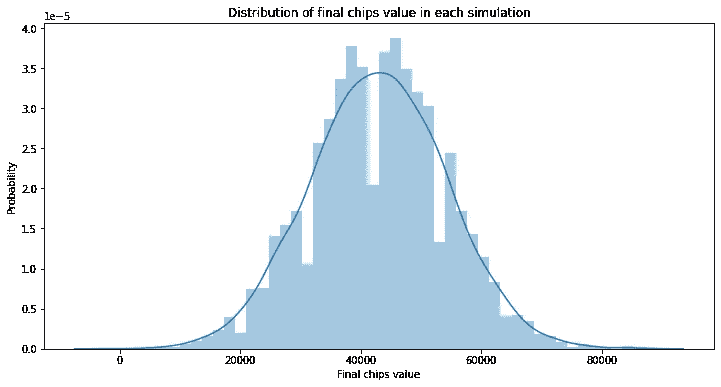 Distribution of final chips value in each simulation
1e−5
4.0
3.5
3.0
2.5
2.0
1.5
1.0
0.5
0.0
Probability
0 20000 40000 60000 80000
Final chips value